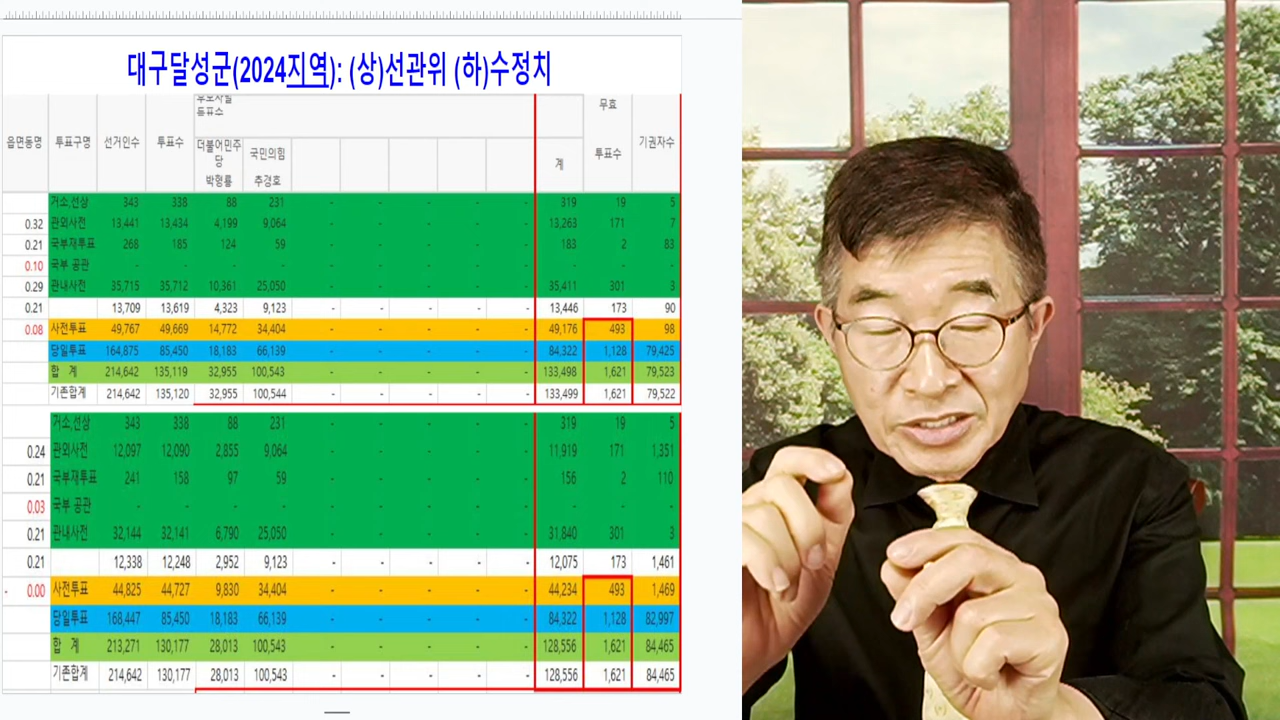 대구달성군(2024지역): (상)선관위 (하)수정치
후보자별 무효
득표수
읍면동명 투표구명 선거인수 투표수 더불어민주당 국민의힘 계 투표수 기권자수
박형룡 추경호
거소,선상 343 338 88 231 - - - - - 319 19 5
0.32 관외사전 13,441 13,434 4,199 9,064 - - - - - 13,263 171 7
0.21 국부재투표 268 185 124 59 - - - - - 183 2 83
0.10 국부 공관 - - - - - - - - - - - -
0.29 관내사전 35,715 35,712 10,361 25,050 - - - - - 35,411 301 3
0.21 13,709 13,619 4,323 9,123 - - - - - 13,446 173 90
0.08 사전투표 49,767 49,669 14,772 34,404 - - - - - 49,176 493 98
당일투표 164,875 85,450 18,183 66,139 - - - - - 84,322 1,128 79,425
합 계 214,642 135,119 32,955 100,543 - - - - - 133,498 1,621 79,523
기존합계 214,642 135,120 32,955 100,544 - - - - - 133,499 1,621 79,522
거소,선상 343 338 88 231 - - - - - 319 19 5
0.24 관외사전 12,097 12,090 2,855 9,064 - - - - - 11,919 171 1,351
0.21 국부재투표 241 158 97 59 - - - - - 156 2 110
0.03 국부 공관 - - - - - - - - - - - -
0.21 관내사전 32,144 32,141 6,790 25,050 - - - - - 31,840 301 3
0.21 12,338 12,248 2,952 9,123 - - - - - 12,075 173 1,461
- 0.00 사전투표 44,825 44,727 9,830 34,404 - - - - - 44,234 493 1,469
당일투표 168,447 85,450 18,183 66,139 - - - - - 84,322 1,128 82,997
합 계 213,271 130,177 28,013 100,543 - - - - - 128,556 1,621 84,465
기존합계 214,642 130,177 28,013 100,543 - - - - - 128,556 1,621 84,465